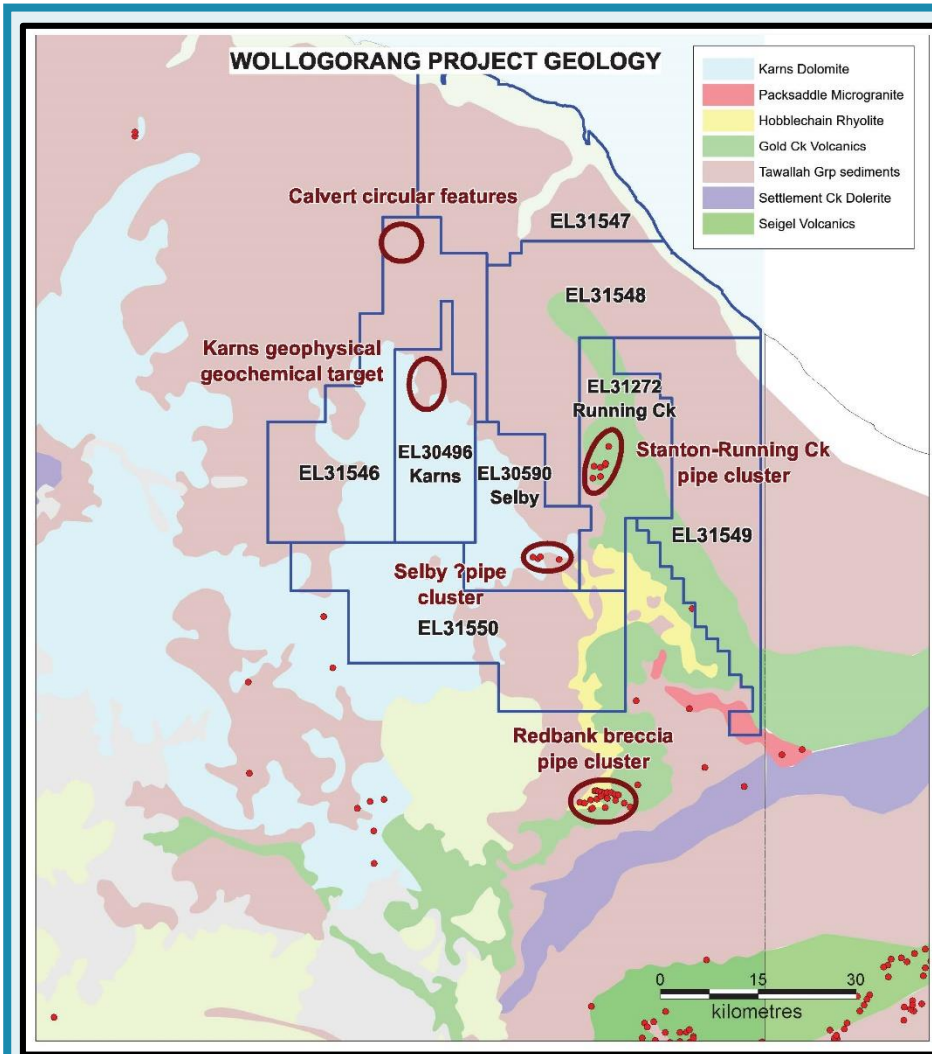 WOLLOGORANG PROJECT GEOLOGY
Karns Dolomite
Packsaddle Microgranite
Hobblechain Rhyolite
Gold Ck Volcanics
Tawallah Grp sediments
Settlement Ck Dolerite
Seigel Volcanics
Calvert circular features
EL31547
EL31548
Karns geophysical
geochemical target
EL31272
Running Ck
EL31546
EL30496
Karns
EL30590
Selby
Stanton-Running Ck
pipe cluster
EL31549
Selby ?pipe
cluster
EL31550
Redbank breccia
pipe cluster
0 15 30
kilometres